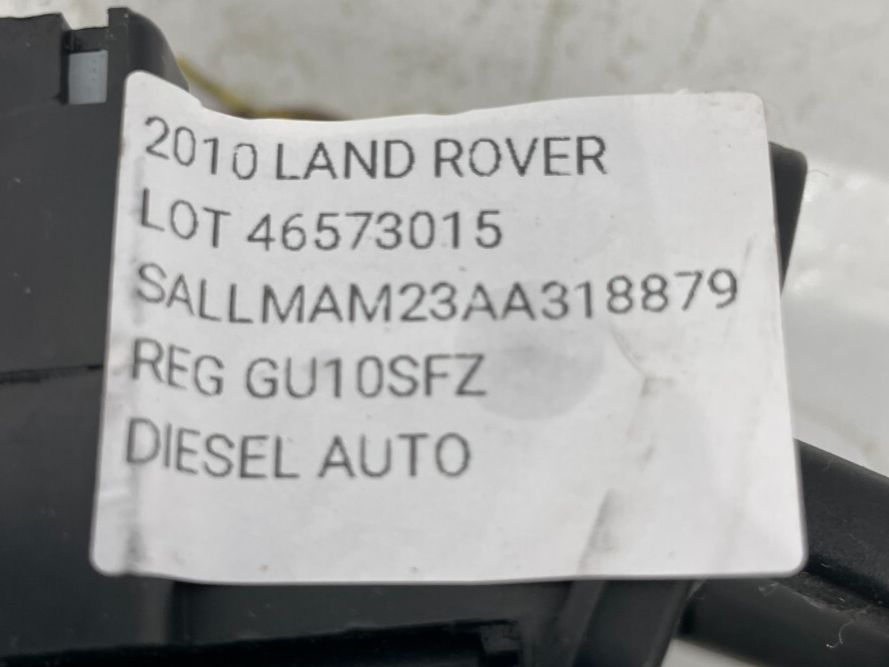 2010 LAND ROVER
LOT 46573015
SALLMAM23AA318879
REG GU10SFZ
DIESEL AUTO